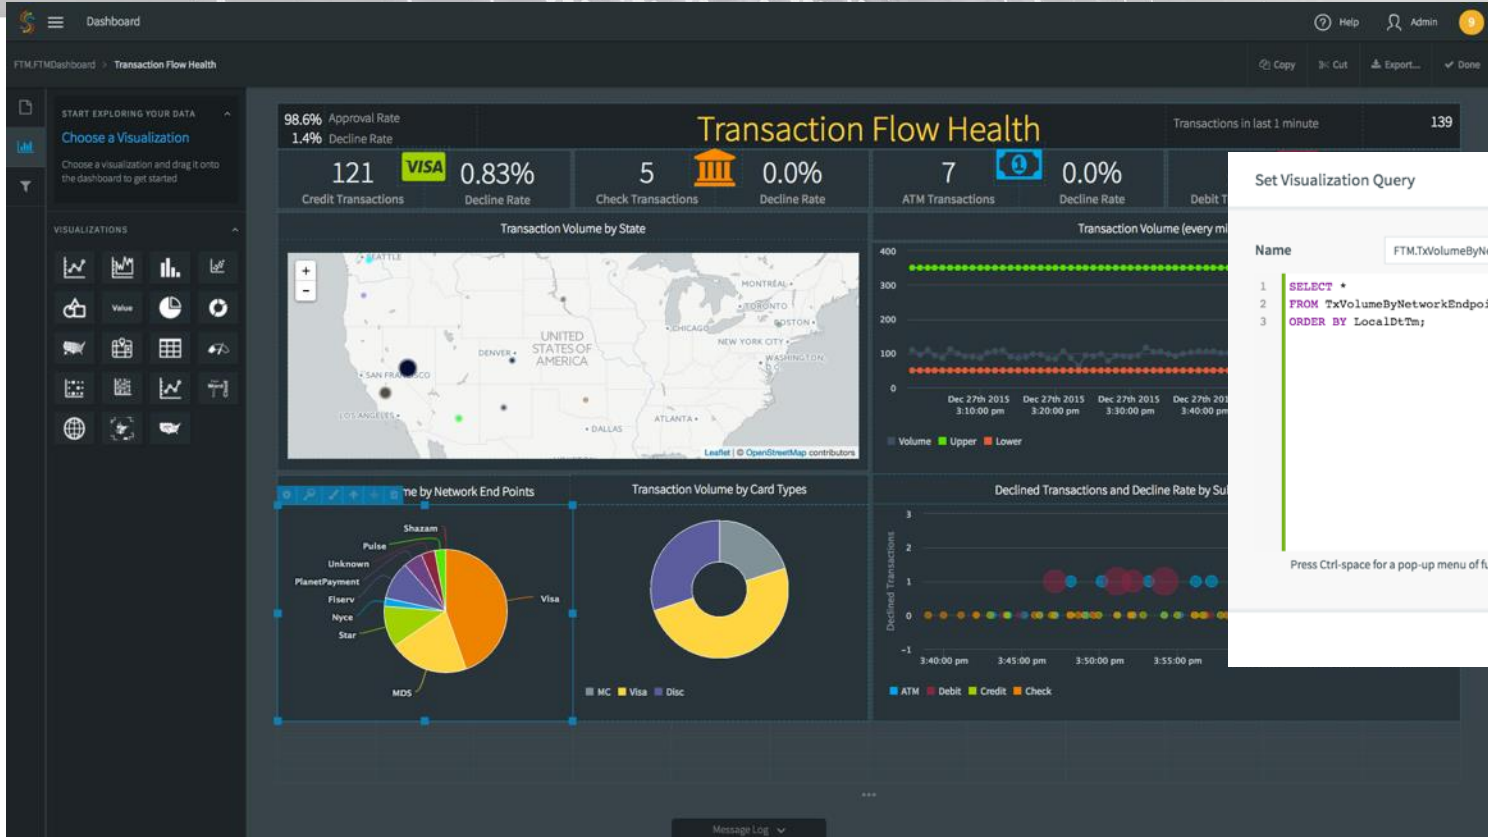 Dashboard
Help
Admin
9
FTM.FTMDashboard > Transaction Flow Health
Copy
Cut
Export...
Done
START EXPLORING YOUR DATA
Choose a Visualization
Choose a visualization and drag it onto
the dashboard to get started
VISUALIZATIONS
Value
98.6% Approval Rate
1.4% Decline Rate
Transaction Flow Health
Transactions in last 1 minute
139
121
Credit Transactions
VISA
0.83%
Decline Rate
5
Check Transactions
0.0%
Decline Rate
7
ATM Transactions
1
0.0%
Decline Rate
Debit T
Transaction Volume by State
+
-
SEATTLE
MONTRÉAL
TORONTO
BOSTON
CHICAGO
NEW YORK CITY
UNITED
STATES OF
AMERICA
DENVER
WASHINGTON,
D.C.
SAN FRANCISCO
LOS ANGELES
ATLANTA
DALLAS
Leaflet | © OpenStreetMap contributors
Transaction Volume (every mi
400
300
200
100
0
Dec 27th 2015
3:10:00 pm
Dec 27th 2015
3:20:00 pm
Dec 27th 2015
3:30:00 pm
Dec 27th 201
3:40:00 pm
Volume
Upper
Lower
me by Network End Points
Shazam
Pulse
Unknown
PlanetPayment
Fiserv
Nyce
Star
MDS
Visa
Transaction Volume by Card Types
MC
Visa
Disc
Declined Transactions and Decline Rate by Su
Declined Transactions
3
2
1
0
-1
3:40:00 pm
3:45:00 pm
3:50:00 pm
3:55:00 pm
ATM
Debit
Credit
Check
Set Visualization Query
Name
FTM.TxVolumeByNe
1 SELECT *
2 FROM TxVolumeByNetworkEndpoi
3 ORDER BY LocalDtTm;
Press Ctrl-space for a pop-up menu of fu
Message Log